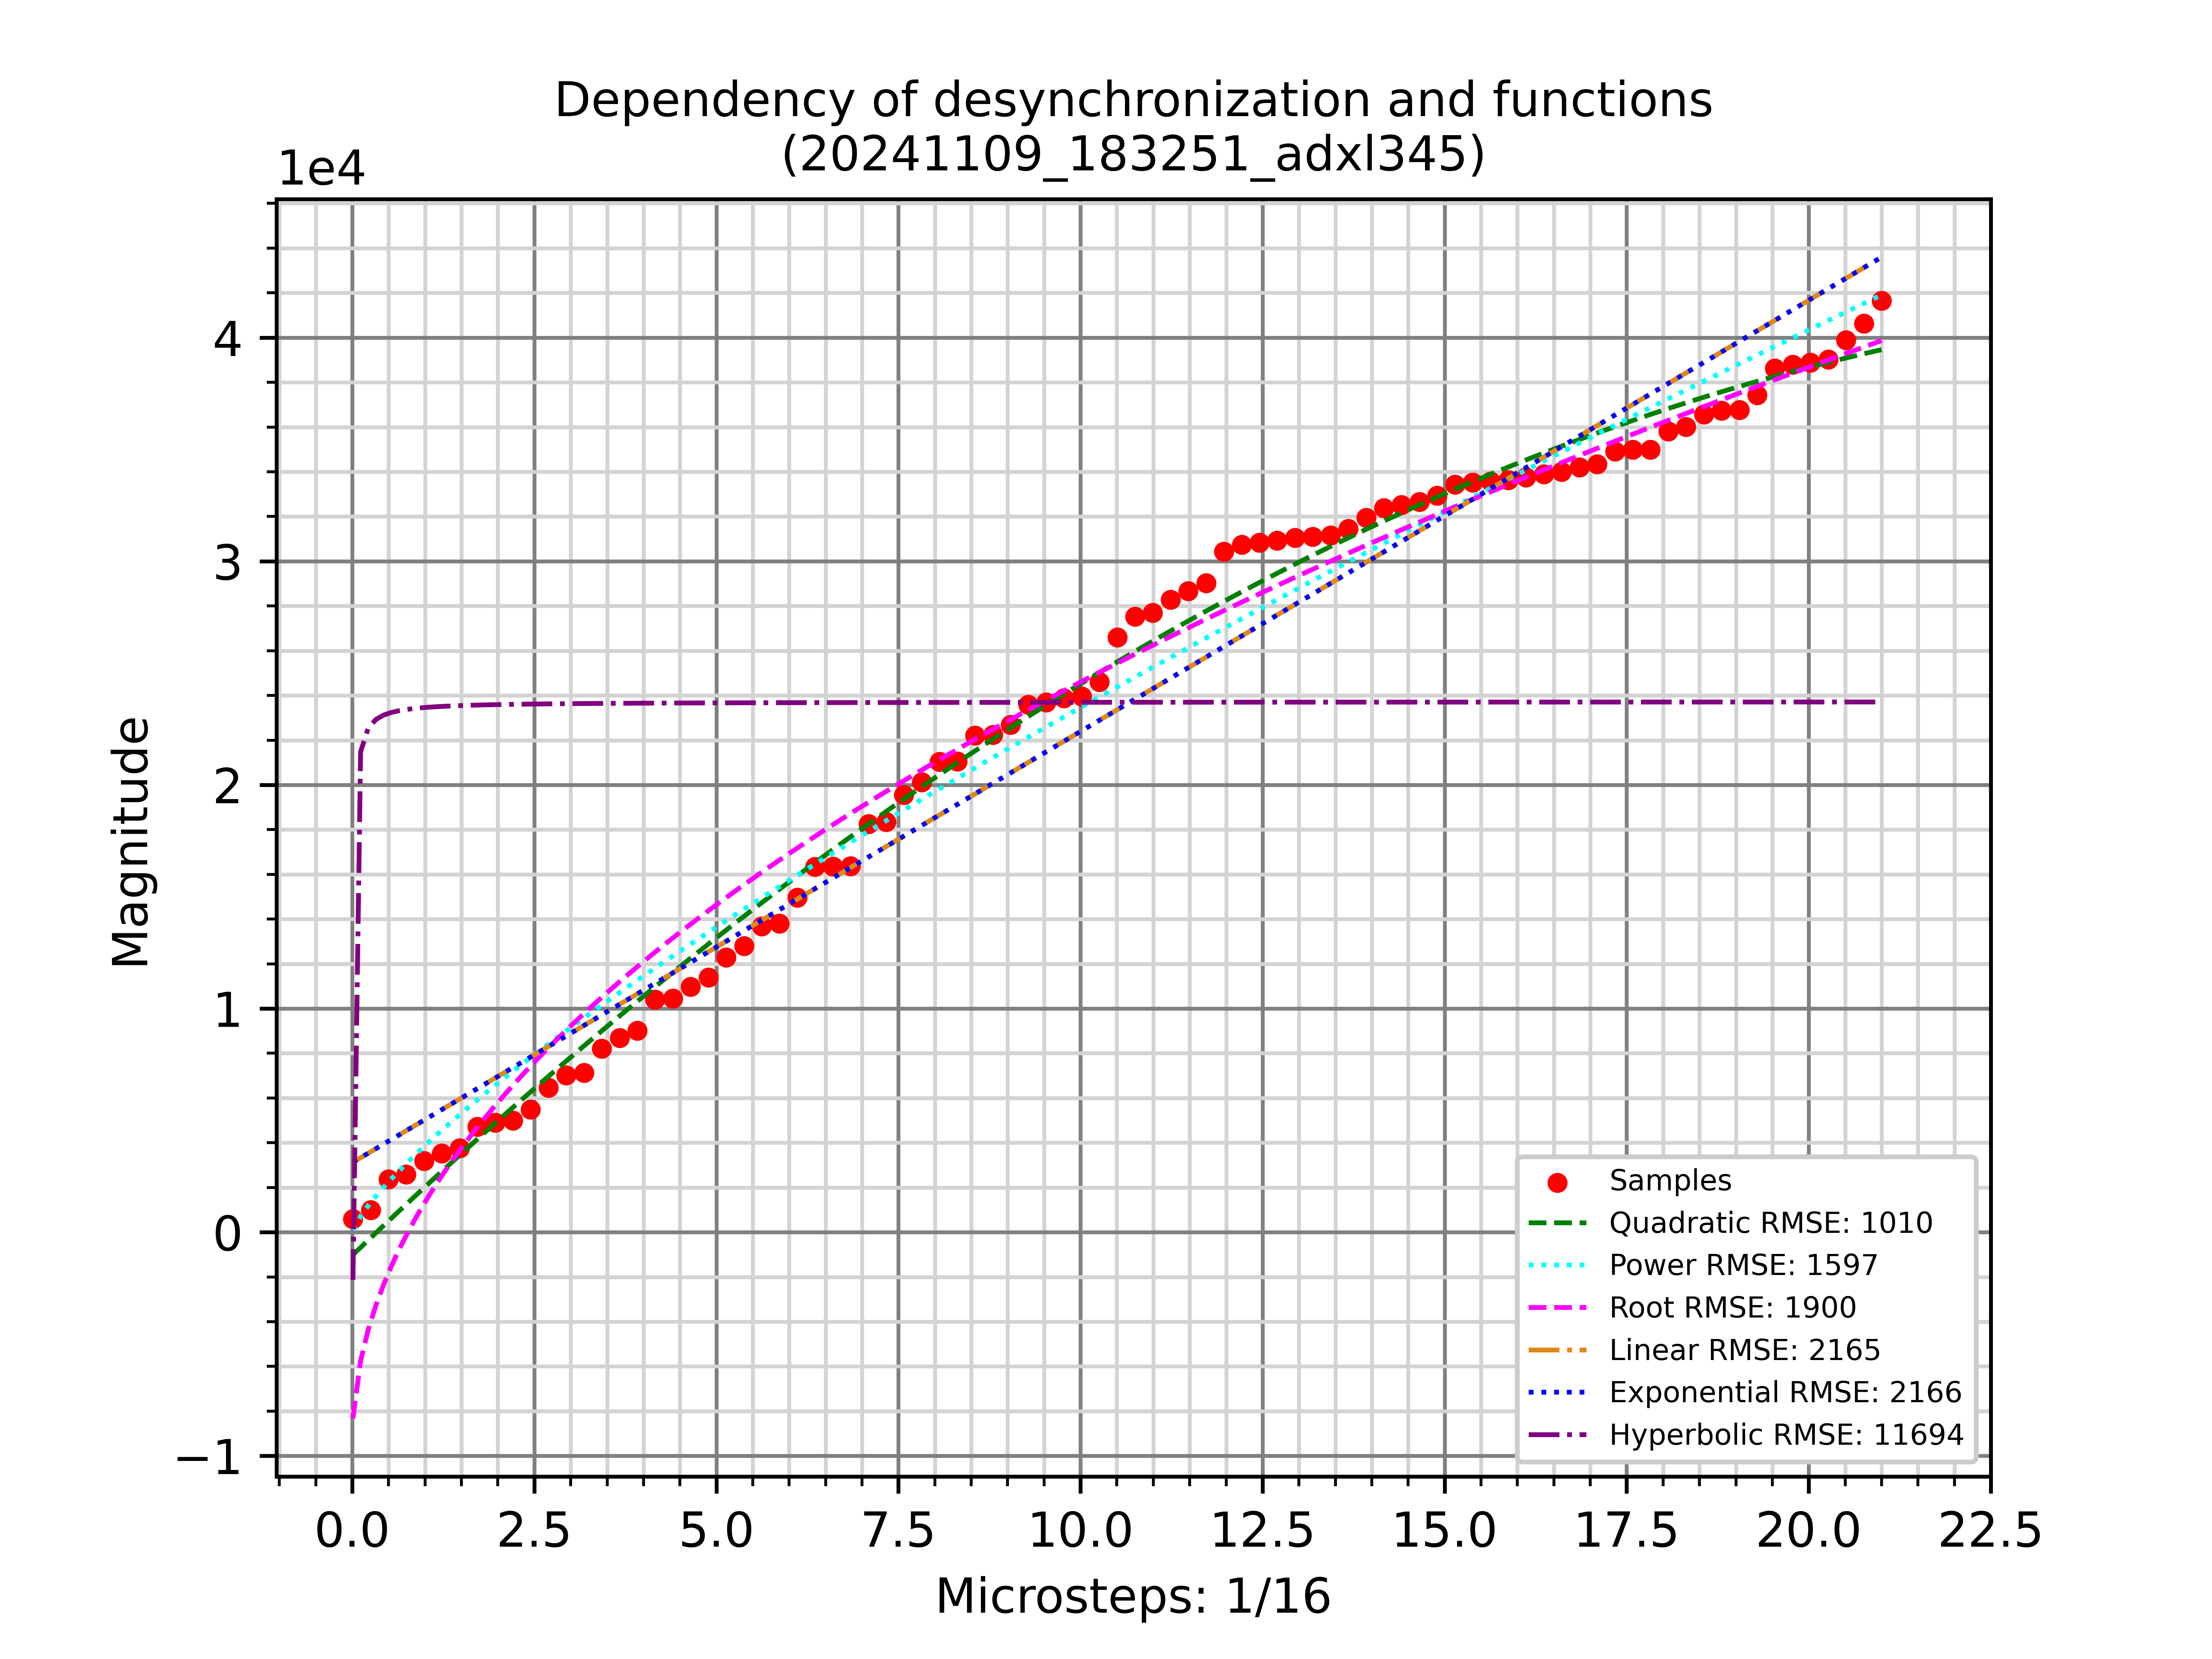 Dependency of desynchronization and functions
(20241109_183251_adxl345)
1e4
4
3
2
1
0
−1
Magnitude
0.0 2.5 5.0 7.5 10.0 12.5 15.0 17.5 20.0 22.5
Microsteps: 1/16
Samples
Quadratic RMSE: 1010
Power RMSE: 1597
Root RMSE: 1900
Linear RMSE: 2165
Exponential RMSE: 2166
Hyperbolic RMSE: 11694